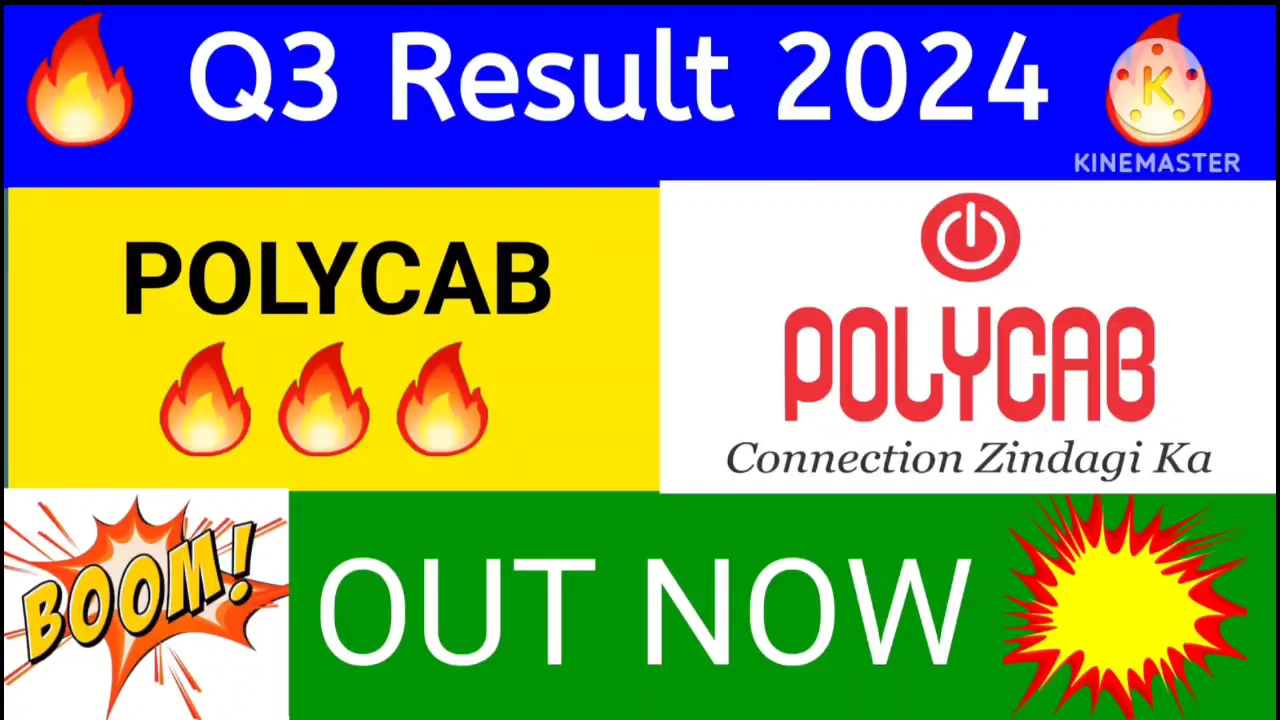 Q3 Result 2024
K
KINEMASTER
POLYCAB
POLYCAB
Connection Zindagi Ka
BOOM!
OUT NOW